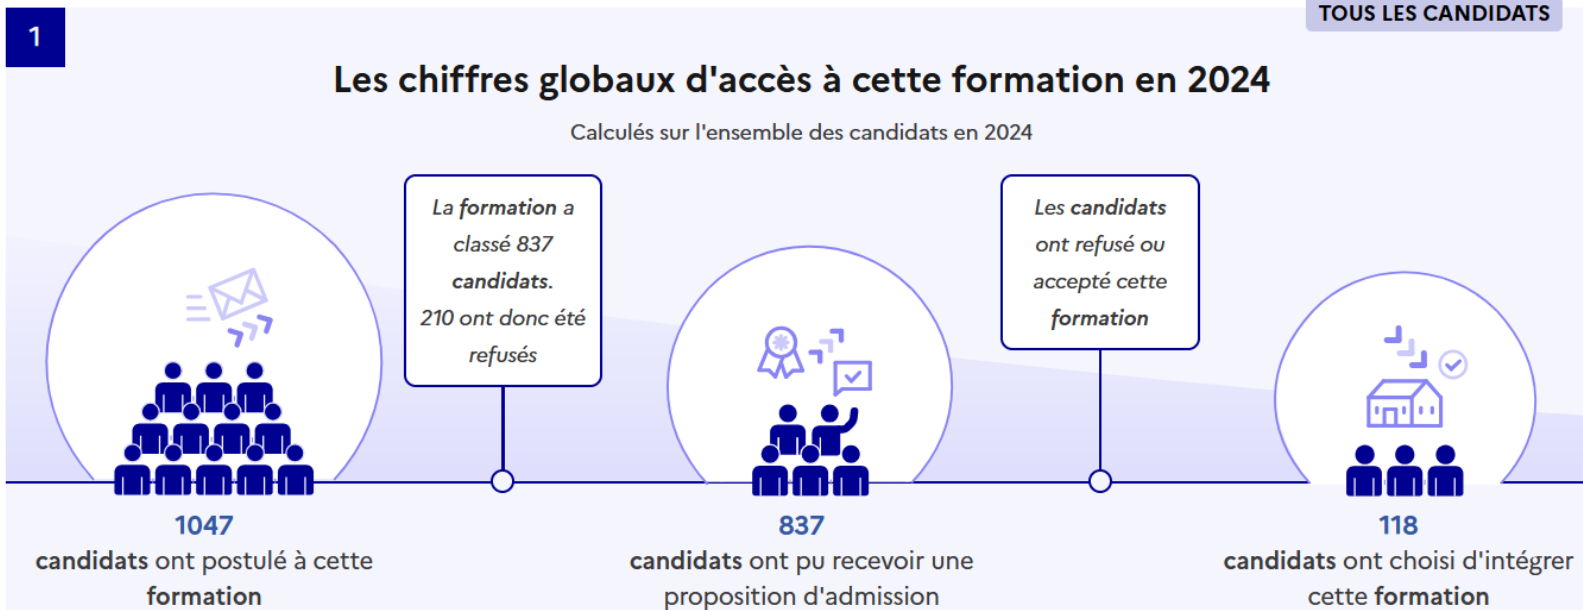 TOUS LES CANDIDATS
1
Les chiffres globaux d'accès à cette formation en 2024
Calculés sur l'ensemble des candidats en 2024
La formation a
classé 837
candidats.
210 ont donc été
refusés
Les candidats
ont refusé ou
accepté cette
formation
1047
candidats ont postulé à cette
formation
837
candidats ont pu recevoir une
proposition d'admission
118
candidats ont choisi d'intégrer
cette formation